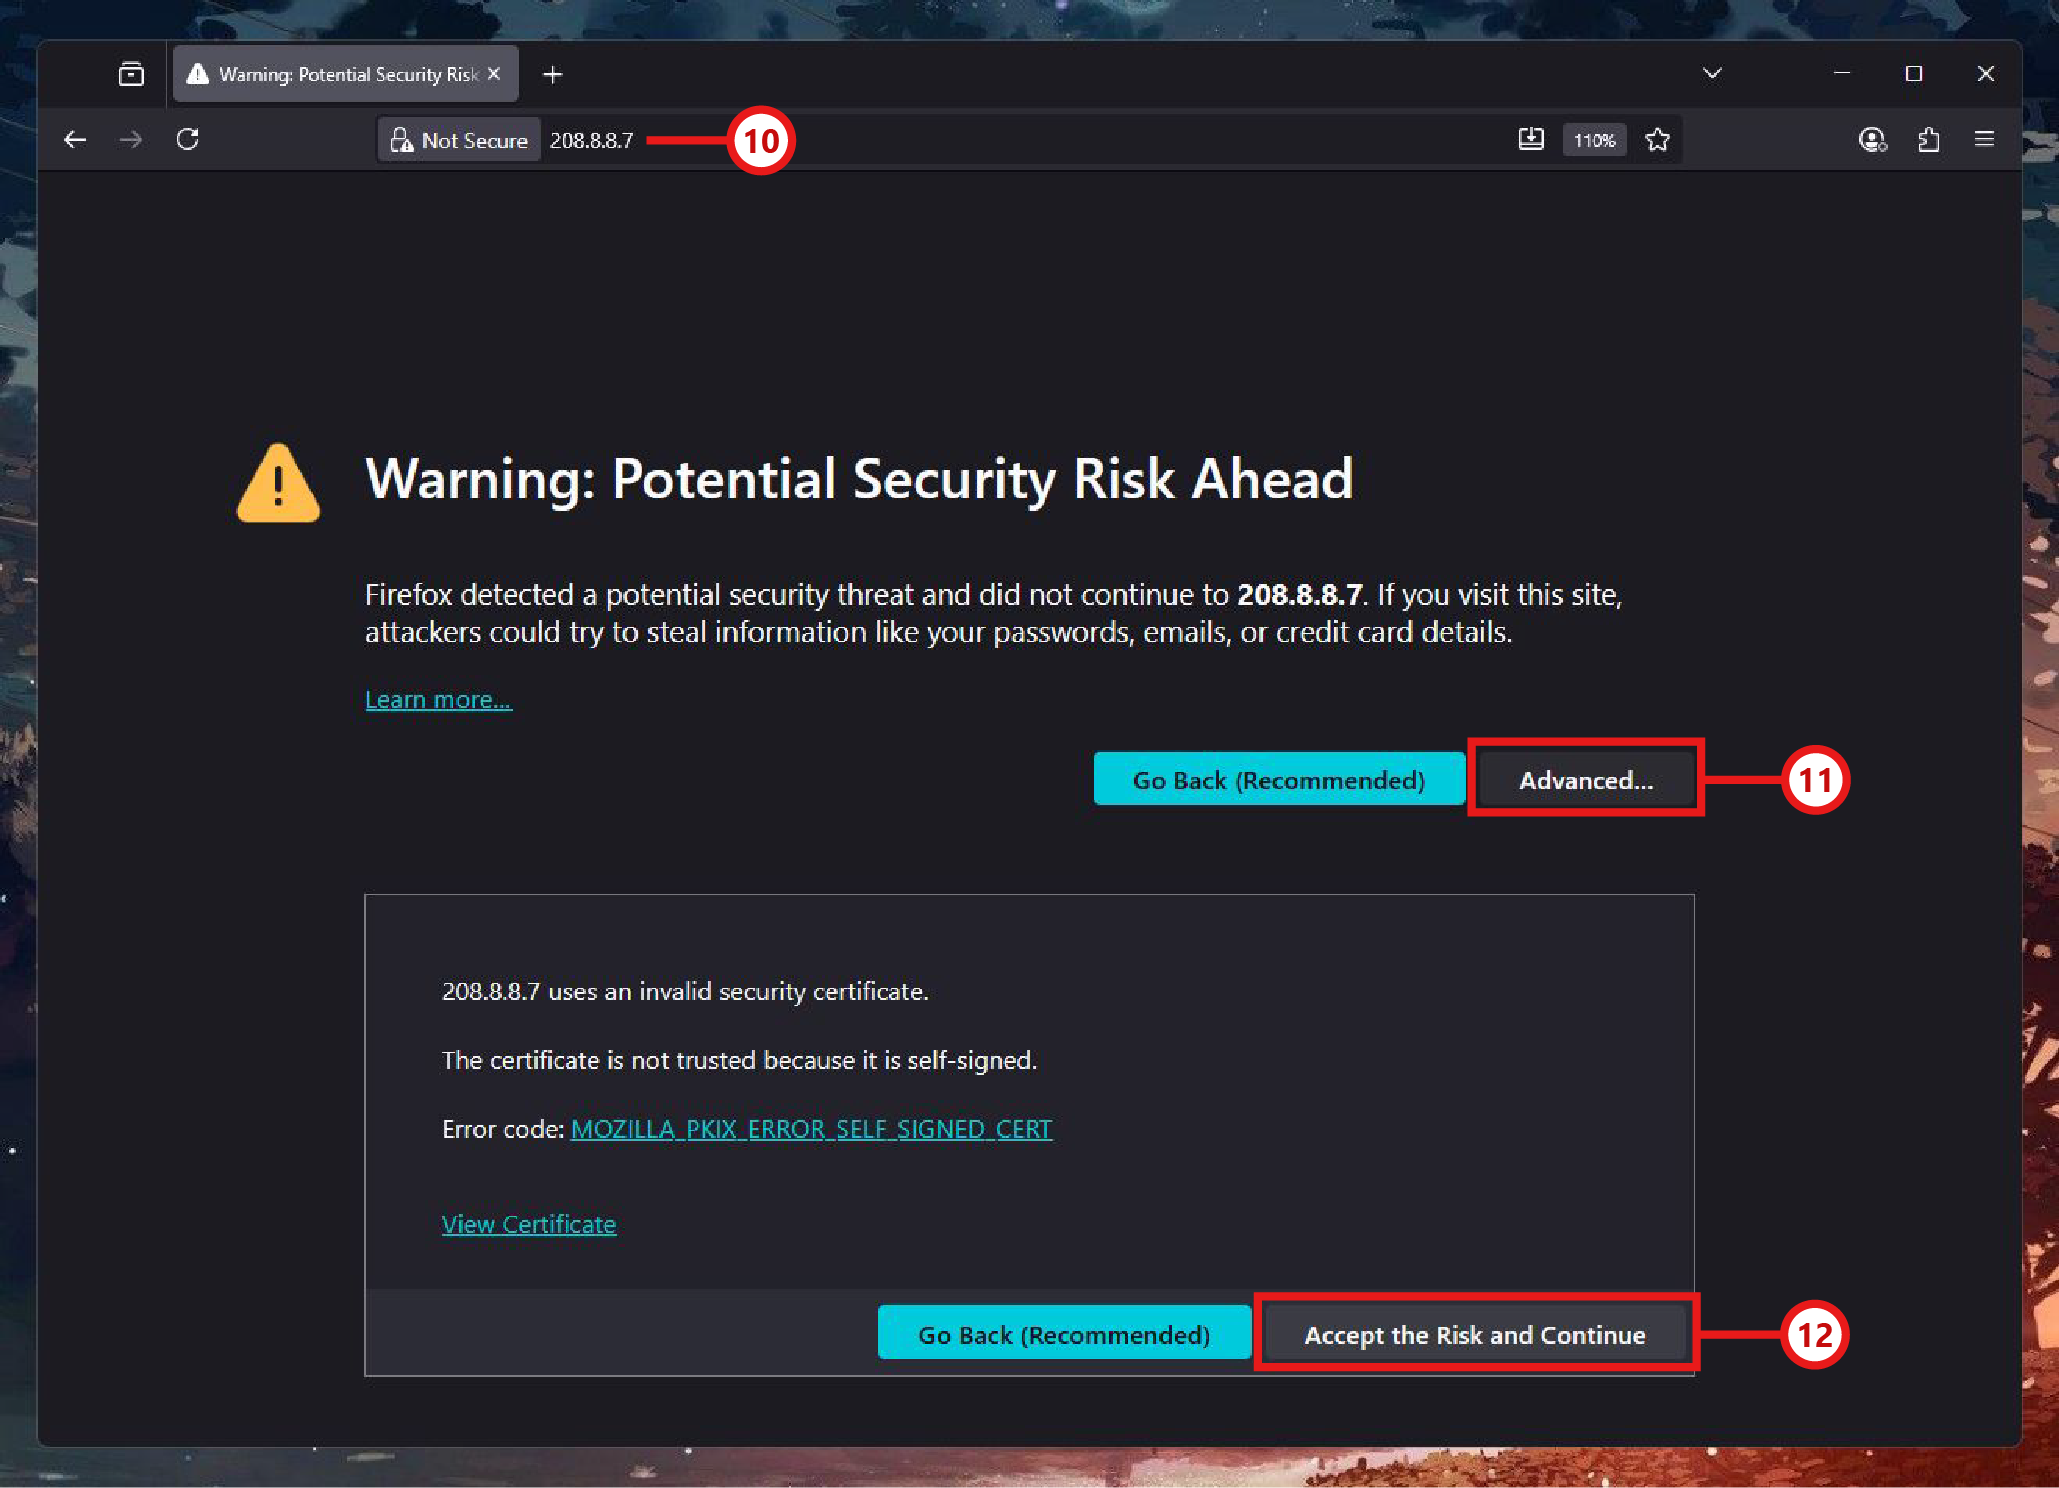 Warning: Potential Security Risk
Not Secure 208.8.8.7
10
110%
Warning: Potential Security Risk Ahead
Firefox detected a potential security threat and did not continue to 208.8.8.7. If you visit this site,
attackers could try to steal information like your passwords, emails, or credit card details.
Learn more...
Go Back (Recommended)
Advanced...
11
208.8.8.7 uses an invalid security certificate.
The certificate is not trusted because it is self-signed.
Error code: MOZILLA_PKIX_ERROR_SELF_SIGNED_CERT
View Certificate
Go Back (Recommended)
Accept the Risk and Continue
12